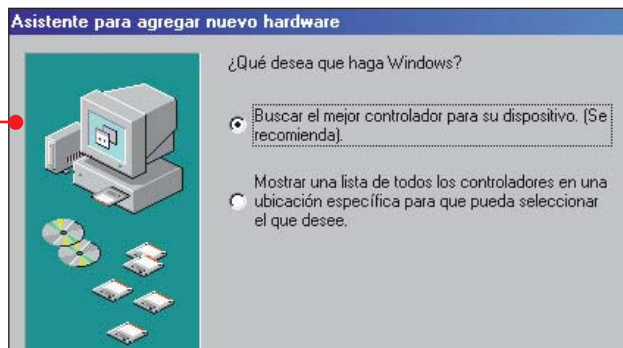 Asistente para agregar nuevo hardware
¿Qué desea que haga Windows?
Buscar el mejor controlador para su dispositivo. (Se
recomienda).
Mostrar una lista de todos los controladores en una
ubicación específica para que pueda seleccionar
el que desee.